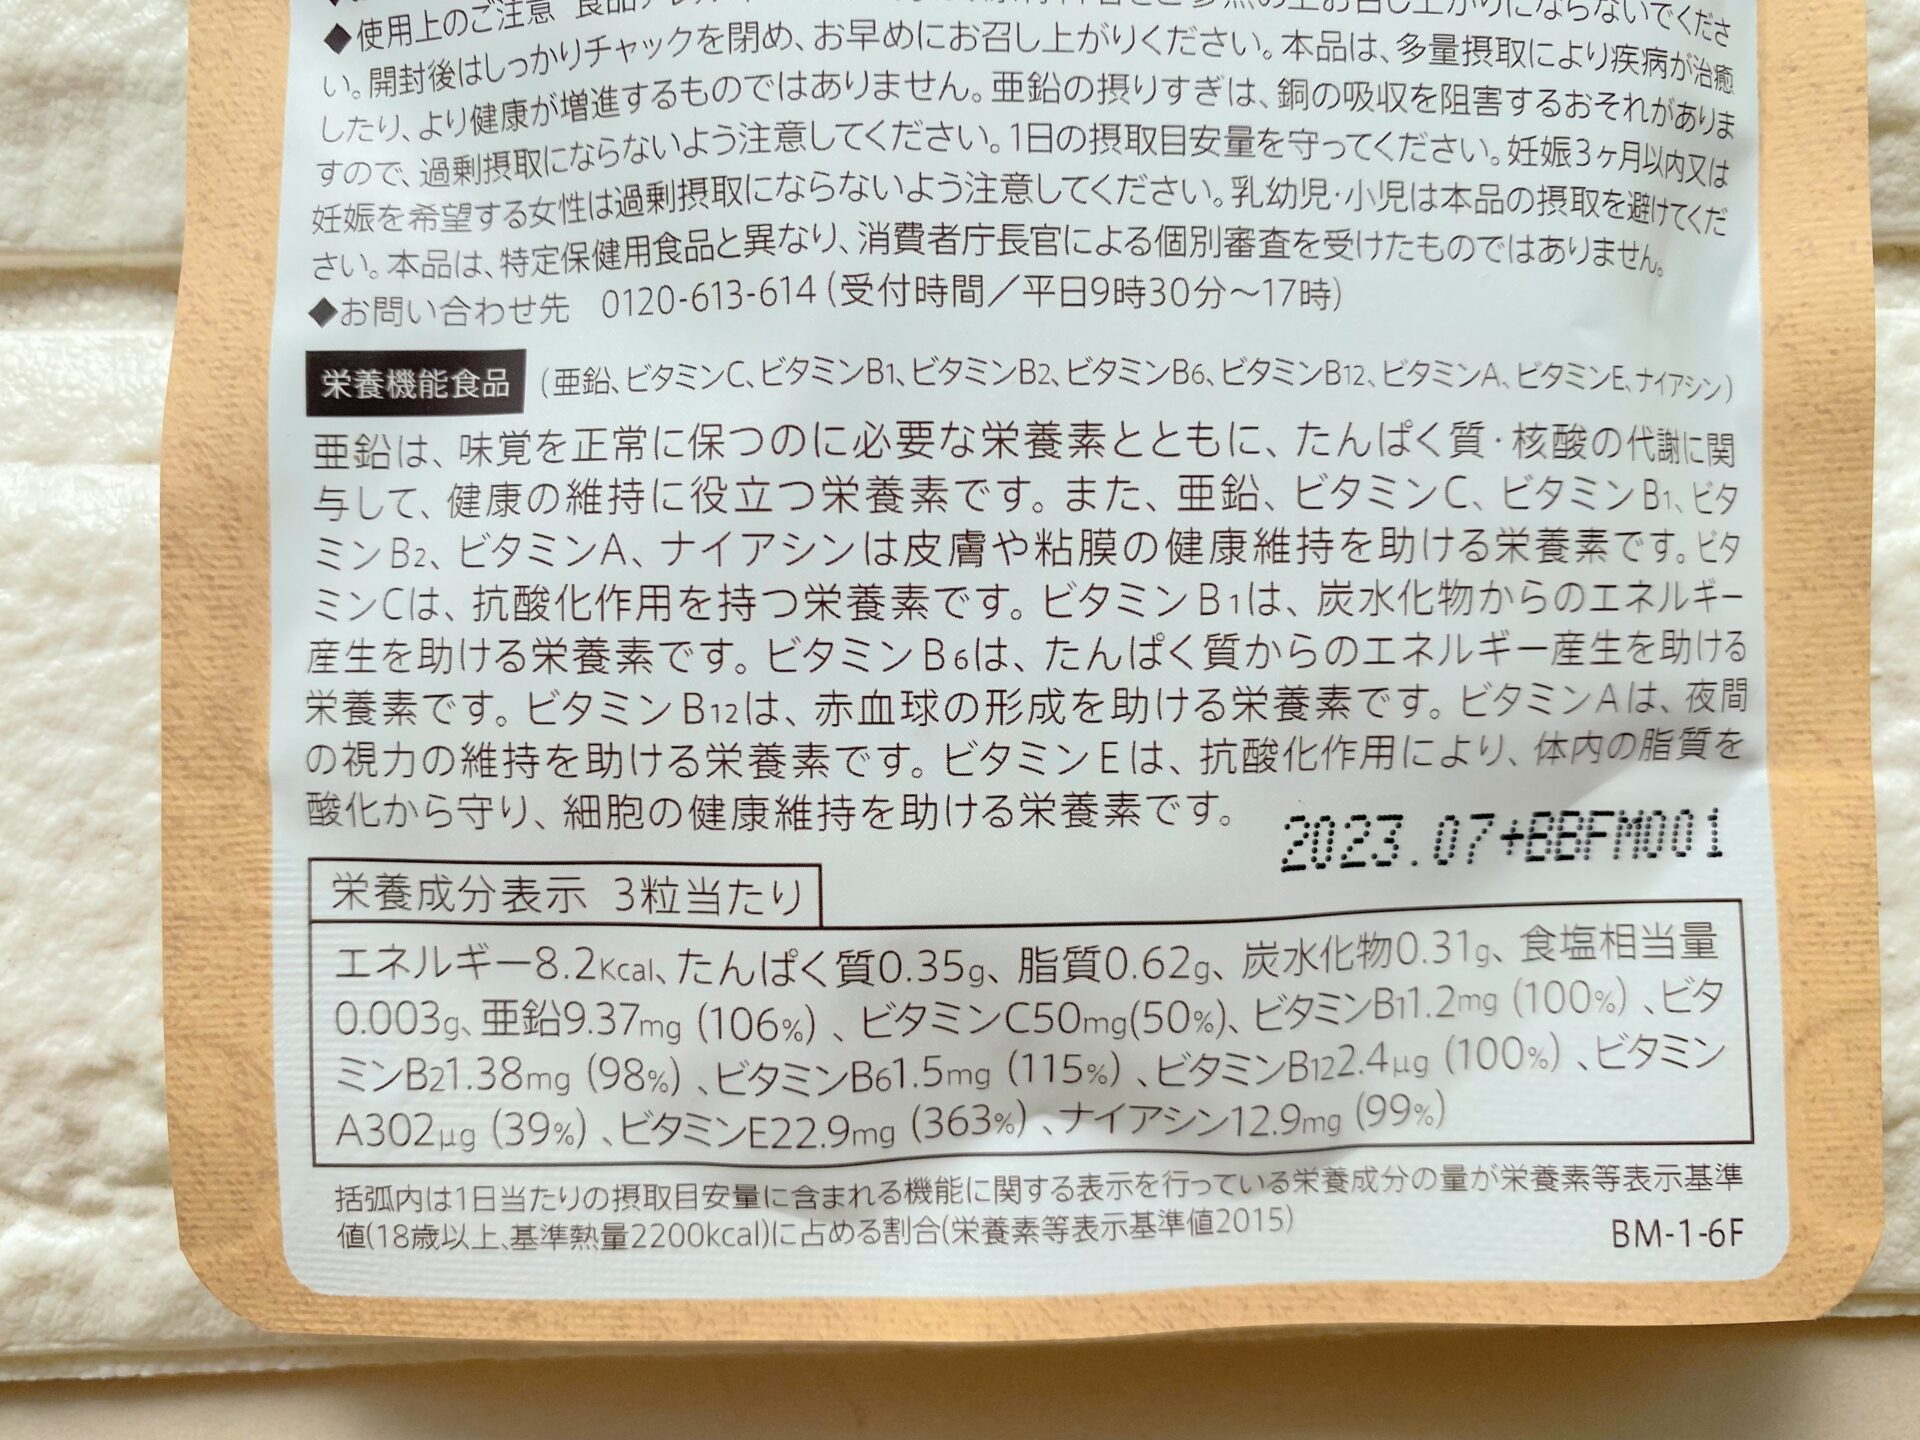 ◆使用上のご注意 食品アレル
い。開封後はしっかりチャックを閉め、お早めにお召し上がりください。本品は、多量摂取により疾病が治癒
したり、より健康が増進するものではありません。亜鉛の摂りすぎは、銅の吸収を阻害するおそれがありま
すので、過剰摂取にならないよう注意してください。1日の摂取目安量を守ってください。妊娠3ヶ月以内又は
妊娠を希望する女性は過剰摂取にならないよう注意してください。乳幼児・小児は本品の摂取を避けてくだ
さい。本品は、特定保健用食品と異なり、消費者庁長官による個別審査を受けたものではありません。
◆お問い合わせ先 0120-613-614(受付時間／平日9時30分～17時)
栄養機能食品 (亜鉛、ビタミンC、ビタミンB1、ビタミンB2、ビタミンB6、ビタミンB12、ビタミンA、ビタミンE、ナイアシン)
亜鉛は、味覚を正常に保つのに必要な栄養素とともに、たんぱく質・核酸の代謝に関
与して、健康の維持に役立つ栄養素です。また、亜鉛、ビタミンC、ビタミンB1、ビタ
ミンB2、ビタミンA、ナイアシンは皮膚や粘膜の健康維持を助ける栄養素です。ビタ
ミンCは、抗酸化作用を持つ栄養素です。ビタミンB1は、炭水化物からのエネルギー
産生を助ける栄養素です。ビタミンB6は、たんぱく質からのエネルギー産生を助ける
栄養素です。ビタミンB12は、赤血球の形成を助ける栄養素です。ビタミンAは、夜間
の視力の維持を助ける栄養素です。ビタミンEは、抗酸化作用により、体内の脂質を
酸化から守り、細胞の健康維持を助ける栄養素です。
2023.07+BBFM001
栄養成分表示 3粒当たり
エネルギー8.2Kcal、たんぱく質0.35g、脂質0.62g、炭水化物0.31g、食塩相当量
0.003g、亜鉛9.37mg (106%) 、ビタミンC50mg(50%)、ビタミンB11.2mg (100%) 、ビタ
ミンB21.38mg (98%) 、ビタミンB61.5mg (115%) 、ビタミンB122.4μg (100%) 、ビタミン
A302μg (39%) 、ビタミンE22.9mg (363%) 、ナイアシン12.9mg (99%)
括弧内は1日当たりの摂取目安量に含まれる機能に関する表示を行っている栄養成分の量が栄養素等表示基準
値(18歳以上、基準熱量2200kcal)に占める割合(栄養素等表示基準値2015)
BM-1-6F